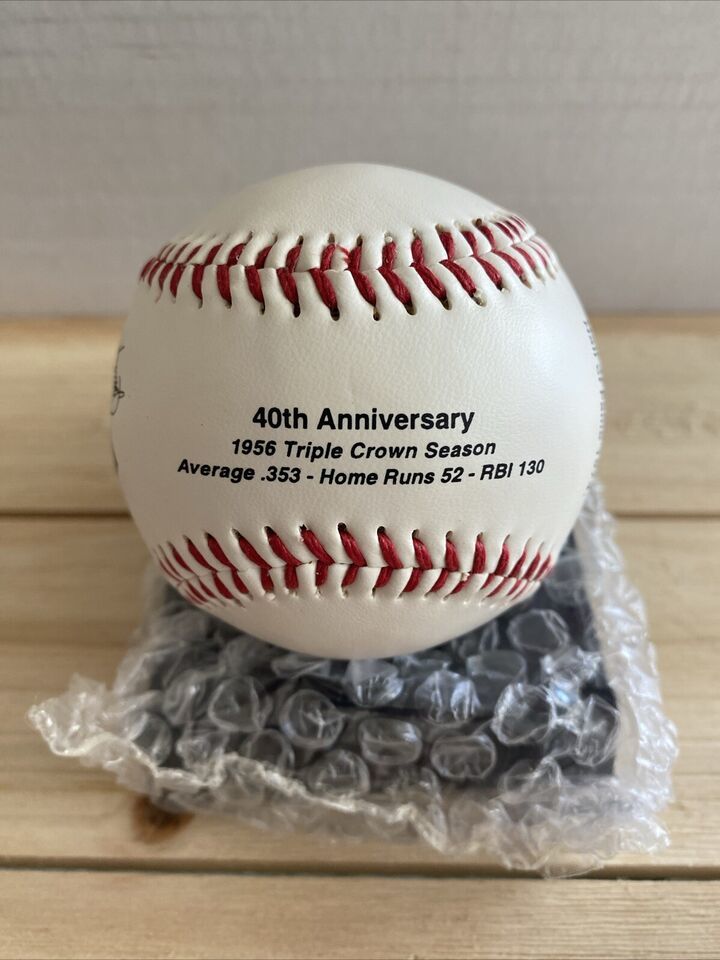 40th Anniversary
1956 Triple Crown Season
Average .353 - Home Runs 52 - RBI 130